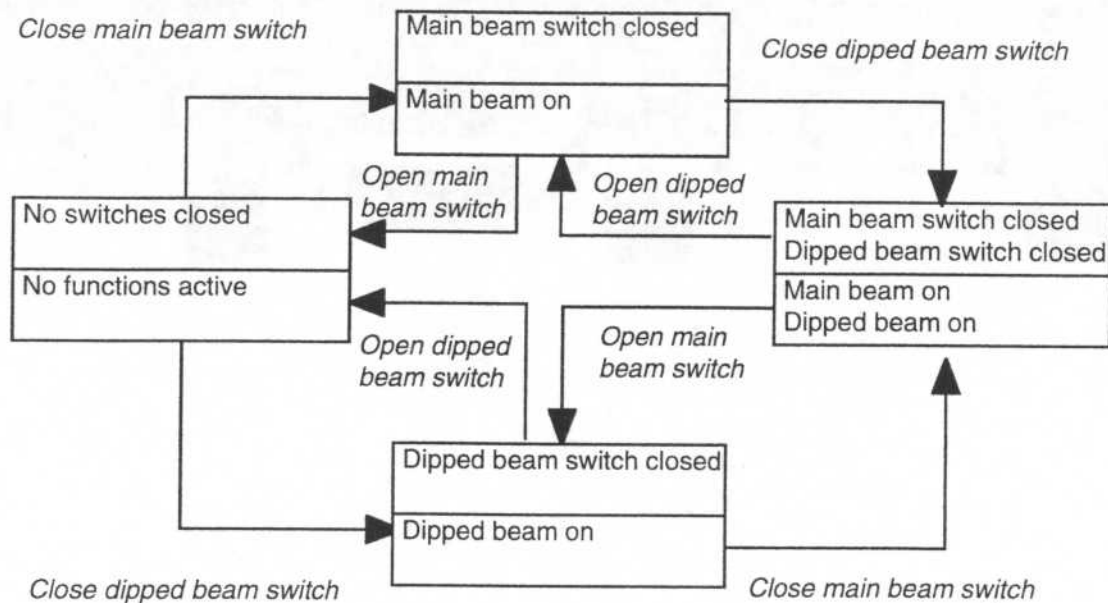 Close main beam switch
Main beam switch closed
Main beam on
Close dipped beam switch
Open main
beam switch
Open dipped
beam switch
No switches closed
No functions active
Main beam switch closed
Dipped beam switch closed
Main beam on
Dipped beam on
Open dipped
beam switch
Open main
beam switch
Dipped beam switch closed
Dipped beam on
Close dipped beam switch
Close main beam switch